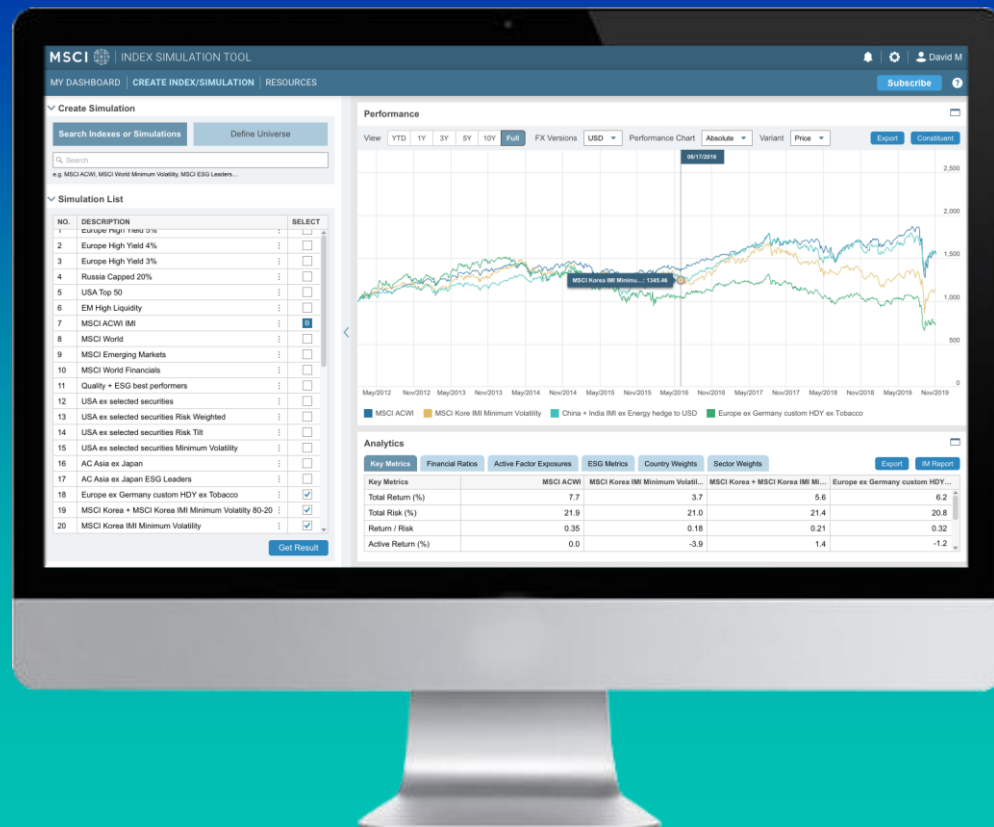 MSCI | INDEX SIMULATION TOOL
David M
MY DASHBOARD | CREATE INDEX/SIMULATION | RESOURCES
Subscribe ?
Create Simulation
Search Indexes or Simulations Define Universe
Search
e.g. MSCI ACWI, MSCI World Minimum Volatility, MSCI ESG Leaders...
Simulation List
NO. DESCRIPTION SELECT
1 Europe High Yield 5%
2 Europe High Yield 4%
3 Europe High Yield 3%
4 Russia Capped 20%
5 USA Top 50
6 EM High Liquidity
7 MSCI ACWI IMI B
8 MSCI World
9 MSCI Emerging Markets
10 MSCI World Financials
11 Quality + ESG best performers
12 USA ex selected securities
13 USA ex selected securities Risk Weighted
14 USA ex selected securities Risk Tilt
15 USA ex selected securities Minimum Volatility
16 AC Asia ex Japan
17 AC Asia ex Japan ESG Leaders
18 Europe ex Germany custom HDY ex Tobacco
19 MSCI Korea + MSCI Korea IMI Minimum Volatilty 80-20
20 MSCI Korea IMI Minimum Volatility
Get Result
Performance
View YTD 1Y 3Y 5Y 10Y Full FX Versions USD Performance Chart Absolute Variant Price Export Constituent
06/17/2016
2,500
2,000
1,500
MSCI Korea IMI Minimu...: 1345.46
1,000
500
0
May/2012 Nov/2012 May/2013 Nov/2013 May/2014 Nov/2014 May/2015 Nov/2015 May/2016 Nov/2016 May/2017 Nov/2017 May/2018 Nov/2018 May/2019 Nov/2019
MSCI ACWI MSCI Kore IMI Minimum Volatility China + India IMI ex Energy hedge to USD Europe ex Germany custom HDY ex Tobacco
Analytics
Key Metrics Financial Ratios Active Factor Exposures ESG Metrics Country Weights Sector Weights Export IM Report
Key Metrics MSCI ACWI MSCI Korea IMI Minimum Volatil... MSCI Korea + MSCI Korea IMI Mi... Europe ex Germany custom HDY...
Total Return (%) 7.7 3.7 5.6 6.2
Total Risk (%) 21.9 21.0 21.4 20.8
Return / Risk 0.35 0.18 0.21 0.32
Active Return (%) 0.0 -3.9 1.4 -1.2